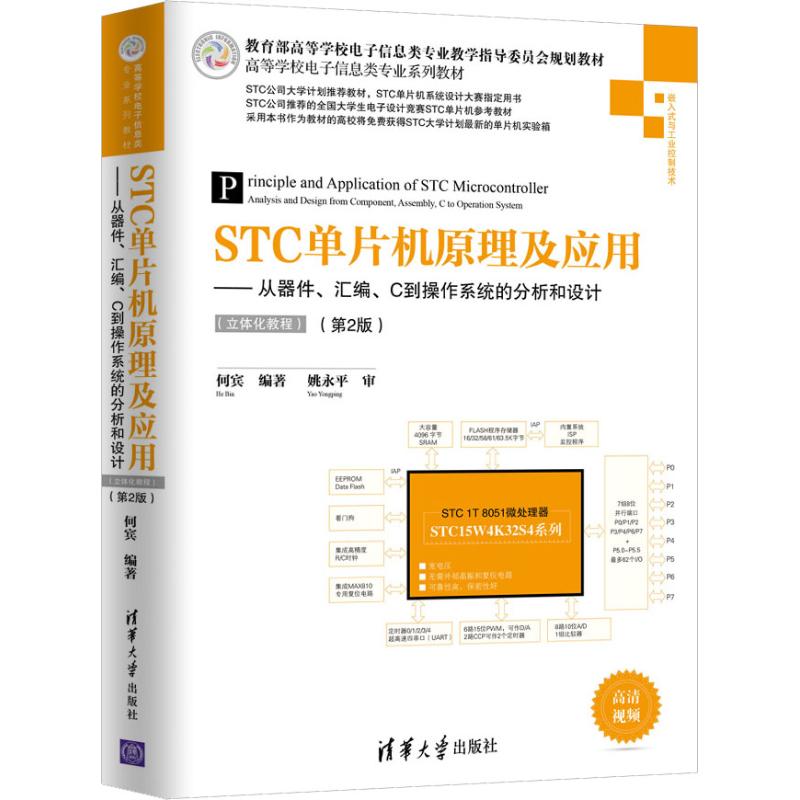 高等学校电子信息类
专业系列教材
STC单片机原理及应用
——从器件、汇编、C到操作系统的分析和设计
(立体化教程)
(第2版)
何宾 编著
清华大学出版社
教育部高等学校电子信息类专业教学指导委员会规划教材
高等学校电子信息类专业系列教材
STC公司大学计划推荐教材，STC单片机系统设计大赛指定用书
STC公司推荐的全国大学生电子设计竞赛STC单片机参考教材
采用本书作为教材的高校将免费获得STC大学计划最新的单片机实验箱
嵌入式与工业控制技术
Principle and Application of STC Microcontroller
Analysis and Design from Component, Assembly, C to Operation System
STC单片机原理及应用
——从器件、汇编、C到操作系统的分析和设计
(立体化教程) (第2版)
何宾 编著 姚永平 审
He Bin Yao Yongping
大容量
4096 字节
SRAM
FLASH程序存储器
16/32/56/61/63.5K字节
IAP
内置系统
ISP
监控程序
EEPROM
Data Flash
IAP
看门狗
集成高精度
R/C时钟
集成MAX810
专用复位电路
STC 1T 8051微处理器
STC15W4K32S4系列
■ 宽电压
■ 无需外部晶振和复位电路
■ 可靠性高，保密性好
7组8位
并行端口
P0/P1/P2
P3/P4/P6/P7
+
P5.0~P5.5
最多62个I/O
P0
P1
P2
P3
P4
P5
P6
P7
定时器0/1/2/3/4
超高速四串口（UART）
6路15位PWM，可作D/A
2路CCP可作2个定时器
8路10位A/D
1组比较器
高清
视频
清华大学出版社